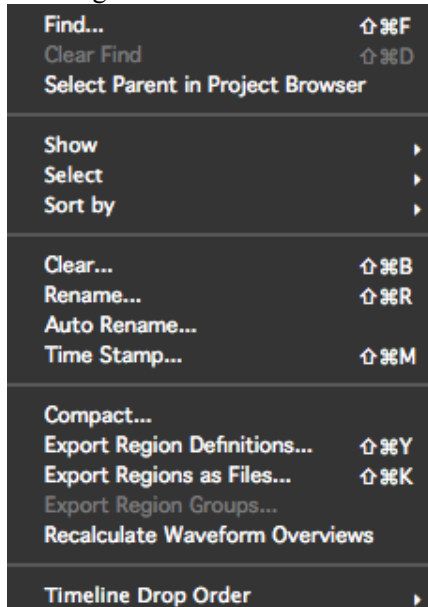 Find... ⇧⌘F
Clear Find ⇧⌘D
Select Parent in Project Browser
Show
Select
Sort by
Clear... ⇧⌘B
Rename... ⇧⌘R
Auto Rename...
Time Stamp... ⇧⌘M
Compact...
Export Region Definitions... ⇧⌘Y
Export Regions as Files... ⇧⌘K
Export Region Groups...
Recalculate Waveform Overviews
Timeline Drop Order